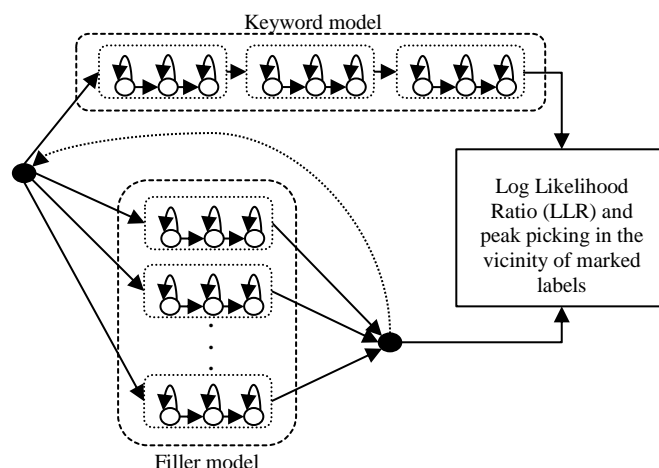 Keyword model
Log Likelihood
Ratio (LLR) and
peak picking in the
vicinity of marked
labels
Filler model